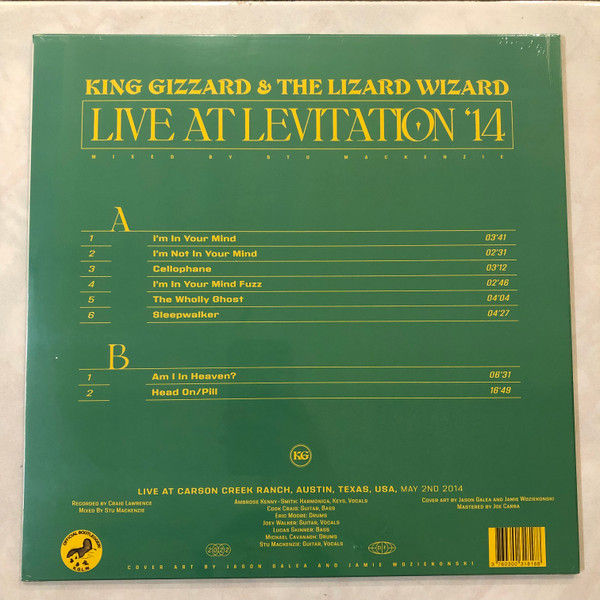 KING GIZZARD & THE LIZARD WIZARD
LIVE AT LEVITATION '14
MIXED BY STU MACKENZIE
A
1 I'm In Your Mind 03'41
2 I'm Not In Your Mind 02'31
3 Cellophane 03'12
4 I'm In Your Mind Fuzz 02'46
5 The Wholly Ghost 04'04
6 Sleepwalker 04'27
B
1 Am I In Heaven? 06'31
2 Head On/Pill 16'49
KG
LIVE AT CARSON CREEK RANCH, AUSTIN, TEXAS, USA, MAY 2ND 2014
Recorded by Craig Lawrence
Mixed By Stu Mackenzie
Ambrose Kenny-Smith: Harmonica, Keys, Vocals
Cook Craig: Guitar, Bass
Eric Moore: Drums
Joey Walker: Guitar, Vocals
Lucas Skinner: Bass
Michael Cavanagh: Drums
Stu Mackenzie: Guitar, Vocals
Cover art by Jason Galea and Jamie Wdziekonski
Mastered by Joe Carra
OFFICIAL BOOTLEGGER
KGLW
2022
COVER ART BY JASON GALEA AND JAMIE WDZIEKONSKI